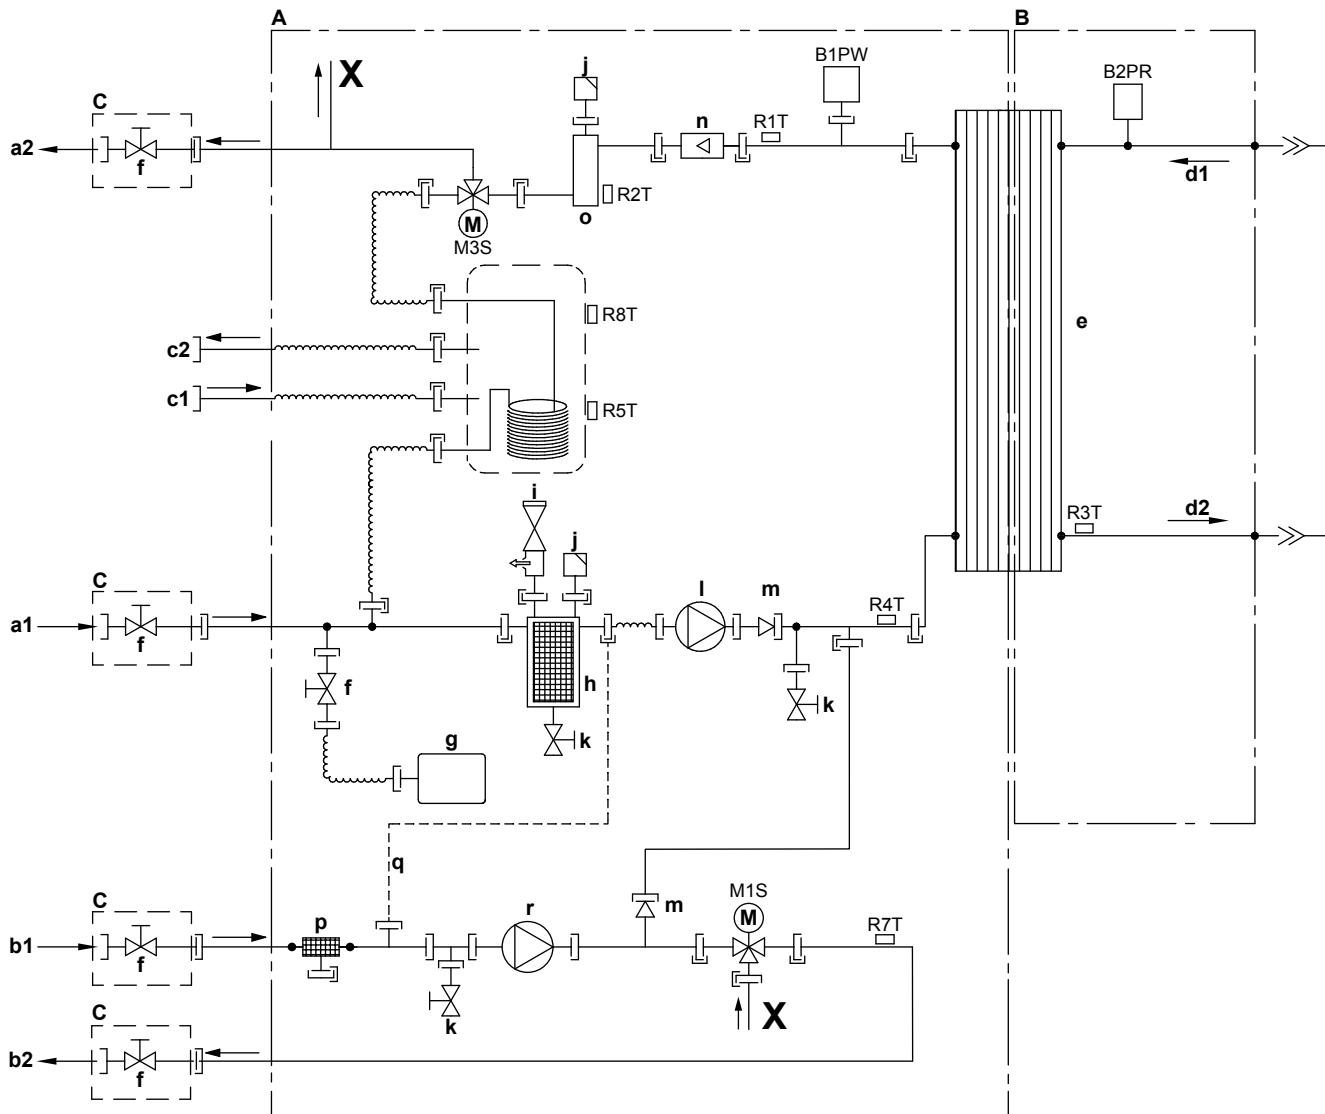 A
B
X
j
B1PW
B2PR
C
n
R1T
a2
f
d1
R2T
o
M
M3S
R8T
e
c2
c1
R5T
i
j
R3T
d2
C
l
m
a1
R4T
f
f
h
k
k
g
q
C
p
r
m
M1S
M
R7T
b1
f
X
k
C
b2
f